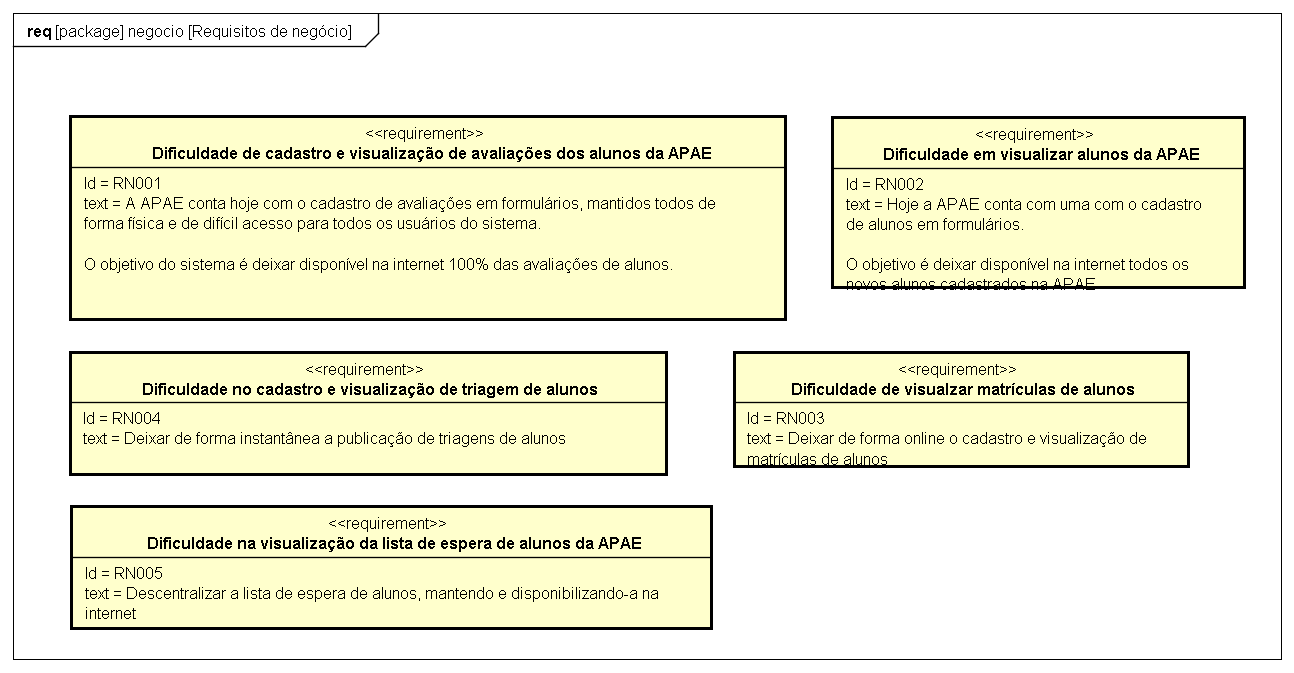 req [package] negocio [Requisitos de negócio]
<<requirement>>
Dificuldade de cadastro e visualização de avaliações dos alunos da APAE
Id = RN001
text = A APAE conta hoje com o cadastro de avaliações em formulários, mantidos todos de
forma física e de difícil acesso para todos os usuários do sistema.
O objetivo do sistema é deixar disponível na internet 100% das avaliações de alunos.
<<requirement>>
Dificuldade em visualizar alunos da APAE
Id = RN002
text = Hoje a APAE conta com uma com o cadastro
de alunos em formulários.
O objetivo é deixar disponível na internet todos os
novos alunos cadastrados na APAE
<<requirement>>
Dificuldade no cadastro e visualização de triagem de alunos
Id = RN004
text = Deixar de forma instantânea a publicação de triagens de alunos
<<requirement>>
Dificuldade de visualzar matrículas de alunos
Id = RN003
text = Deixar de forma online o cadastro e visualização de
matrículas de alunos
<<requirement>>
Dificuldade na visualização da lista de espera de alunos da APAE
Id = RN005
text = Descentralizar a lista de espera de alunos, mantendo e disponibilizando-a na
internet